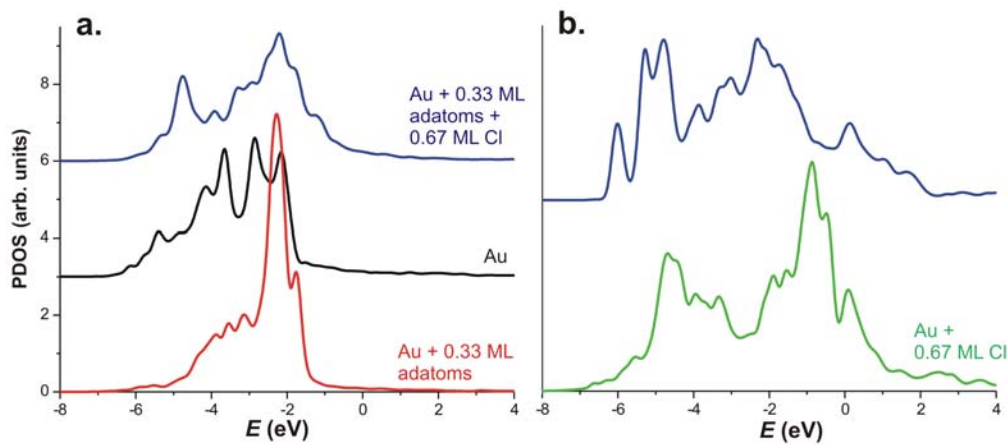 a.
8
Au + 0.33 ML
adatoms +
0.67 ML Cl
6
Au
4
2
Au + 0.33 ML
adatoms
0
PDOS (arb. units)
-8 -6 -4 -2 0 2 4
E (eV)
b.
Au +
0.67 ML Cl
-8 -6 -4 -2 0 2 4
E (eV)